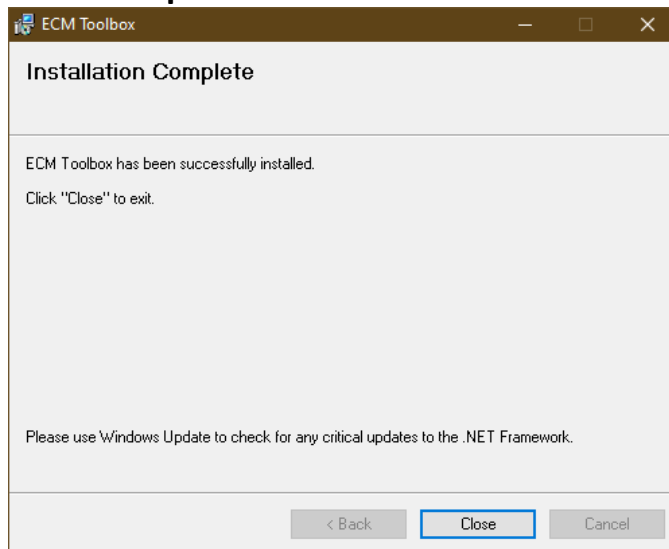 ECM Toolbox
Installation Complete
ECM Toolbox has been successfully installed.
Click "Close" to exit.
Please use Windows Update to check for any critical updates to the .NET Framework.
< Back Close Cancel